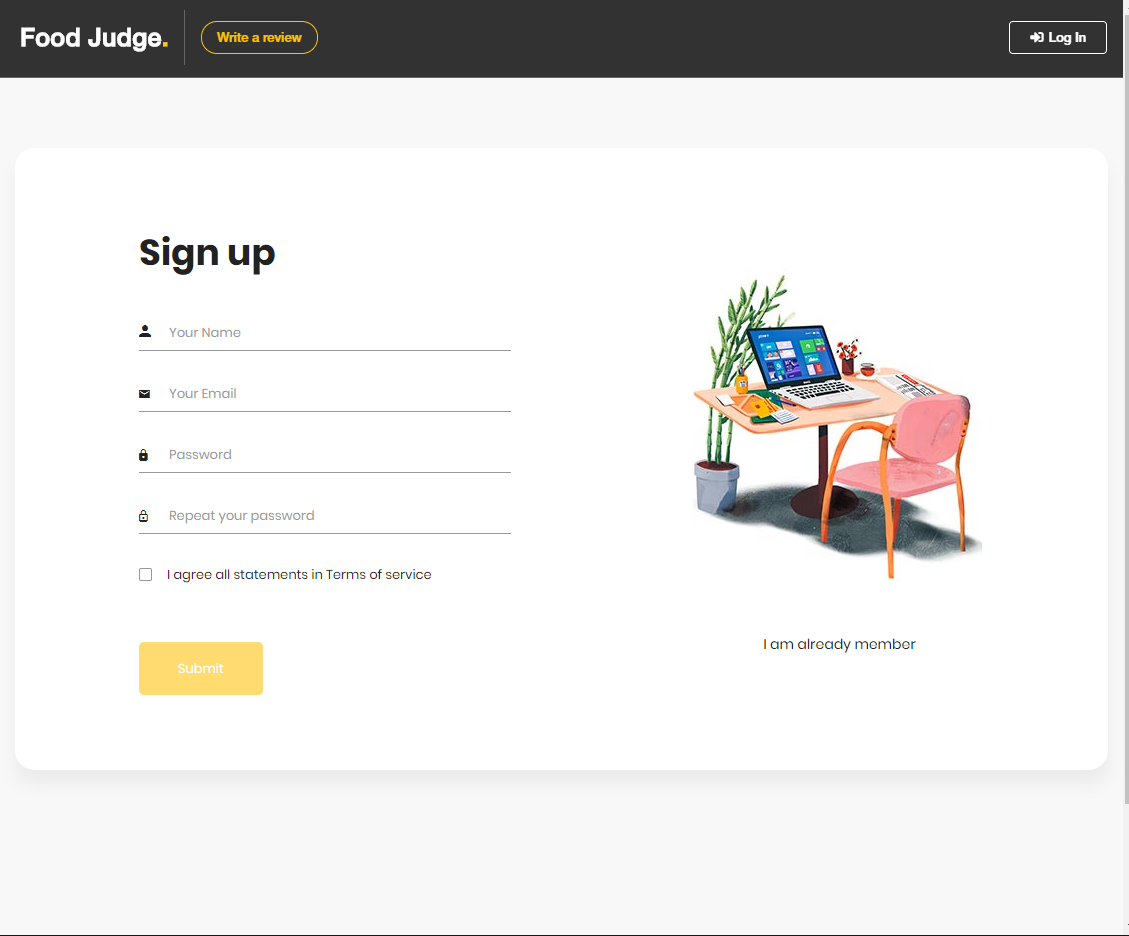 Food Judge.
Write a review
Log In
Sign up
Your Name
Your Email
Password
Repeat your password
I agree all statements in Terms of service
Submit
I am already member